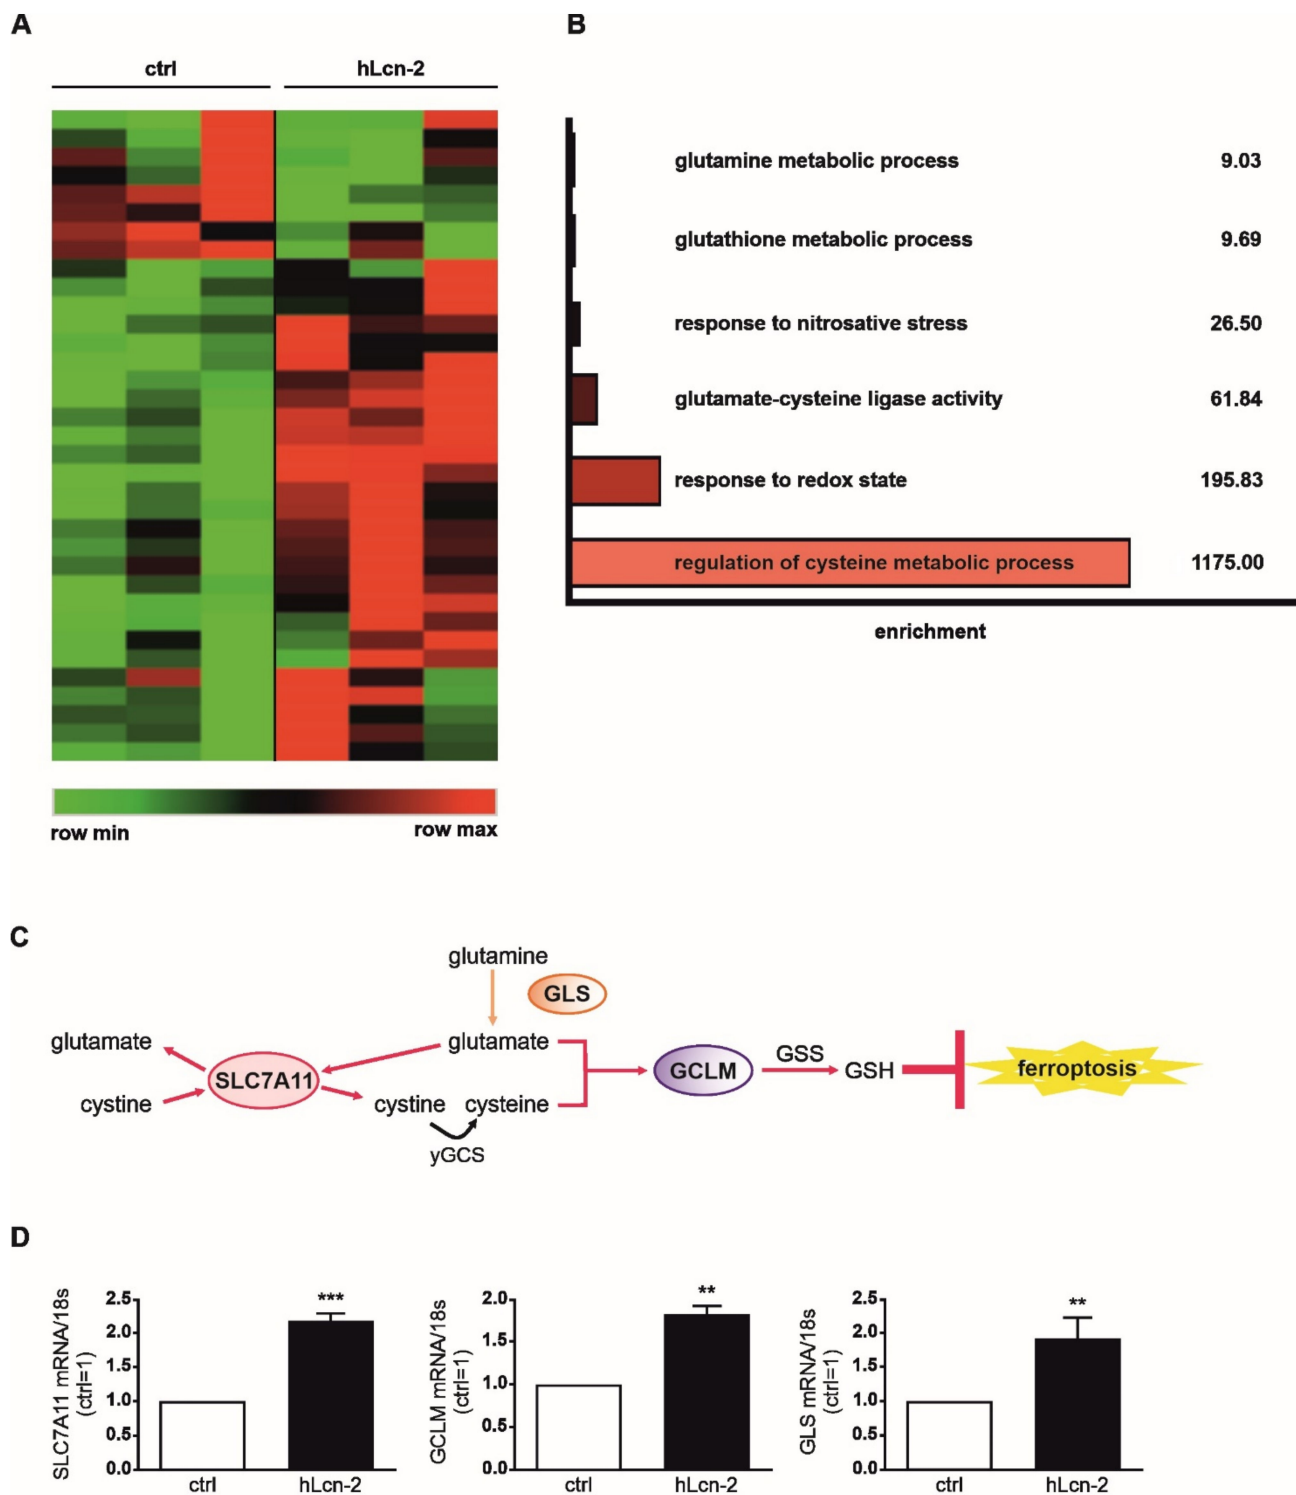 A
ctrl
hLcn-2
row min
row max
B
glutamine metabolic process 9.03
glutathione metabolic process 9.69
response to nitrosative stress 26.50
glutamate-cysteine ligase activity 61.84
response to redox state 195.83
regulation of cysteine metabolic process 1175.00
enrichment
C
glutamine
GLS
glutamate
glutamate
SLC7A11
cystine
cystine
cysteine
yGCS
GCLM
GSS
GSH
ferroptosis
D
SLC7A11 mRNA/18s
(ctrl=1)
2.5
2.0
1.5
1.0
0.5
0.0
***
ctrl
hLcn-2
GCLM mRNA/18s
(ctrl=1)
2.0
1.5
1.0
0.5
0.0
**
ctrl
hLcn-2
GLS mRNA/18s
(ctrl=1)
2.5
2.0
1.5
1.0
0.5
0.0
**
ctrl
hLcn-2